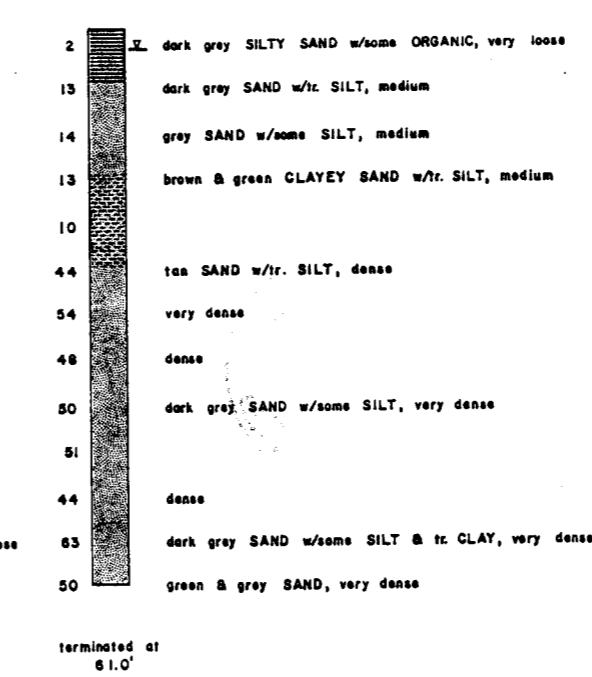 2 dark grey SILTY SAND w/some ORGANIC, very loose
13 dark grey SAND w/tr. SILT, medium
14 grey SAND w/some SILT, medium
13 brown & green CLAYEY SAND w/tr. SILT, medium
10
44 tan SAND w/tr. SILT, dense
54 very dense
48 dense
50 dark grey SAND w/some SILT, very dense
51
44 dense
63 dark grey SAND w/some SILT & tr. CLAY, very dense
50 green & grey SAND, very dense
terminated at
61.0'